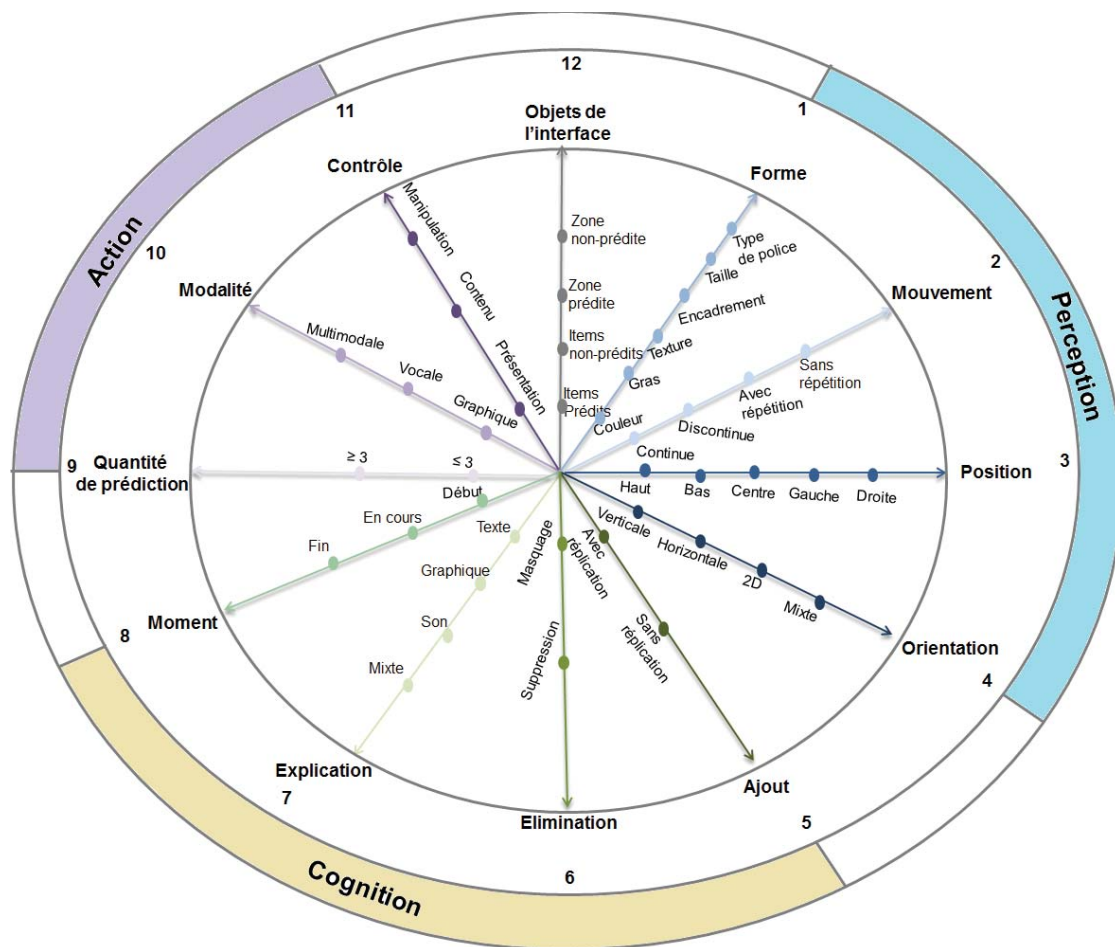 12
Objets de
l'interface
Zone
non-prédite
Zone
prédite
Items
non-prédits
Items
Prédits
1
Forme
Type
de police
Taille
Encadrement
Texture
Gras
Couleur
2
Mouvement
Sans
répétition
Avec
répétition
Discontinue
Continue
Perception
3
Position
Haut
Bas
Centre
Gauche
Droite
4
Orientation
Verticale
Horizontale
2D
Mixte
5
Ajout
Avec
réplication
Sans
réplication
6
Elimination
Masquage
Suppression
Cognition
7
Explication
Texte
Graphique
Son
Mixte
8
Moment
Début
En cours
Fin
9
Quantité
de prédiction
≥ 3
≤ 3
10
Modalité
Multimodale
Vocale
Graphique
Action
11
Contrôle
Manipulation
Contenu
Présentation